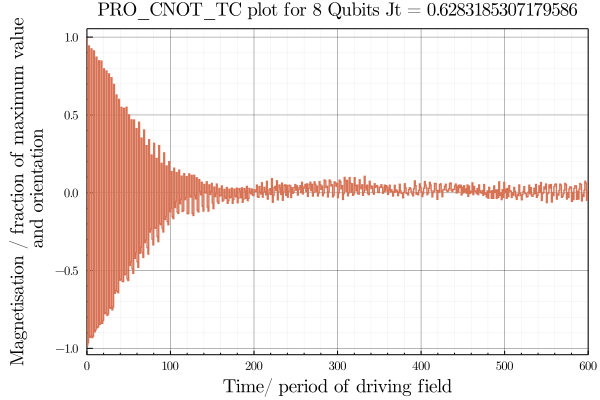 PRO_CNOT_TC plot for 8 Qubits Jt = 0.6283185307179586
Magnetisation / fraction of maximum value
and orientation
1.0
0.5
0.0
−0.5
−1.0
0 100 200 300 400 500 600
Time/ period of driving field